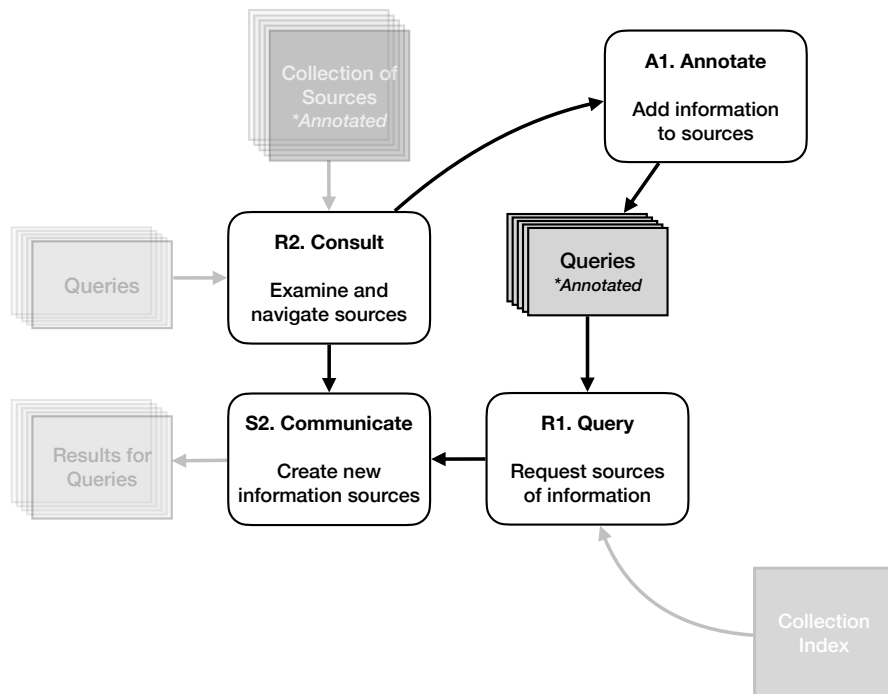 Collection of
Sources
*Annotated
A1. Annotate
Add information
to sources
R2. Consult
Examine and
navigate sources
Queries
Queries
*Annotated
S2. Communicate
Create new
information sources
R1. Query
Request sources
of information
Results for
Queries
Collection
Index